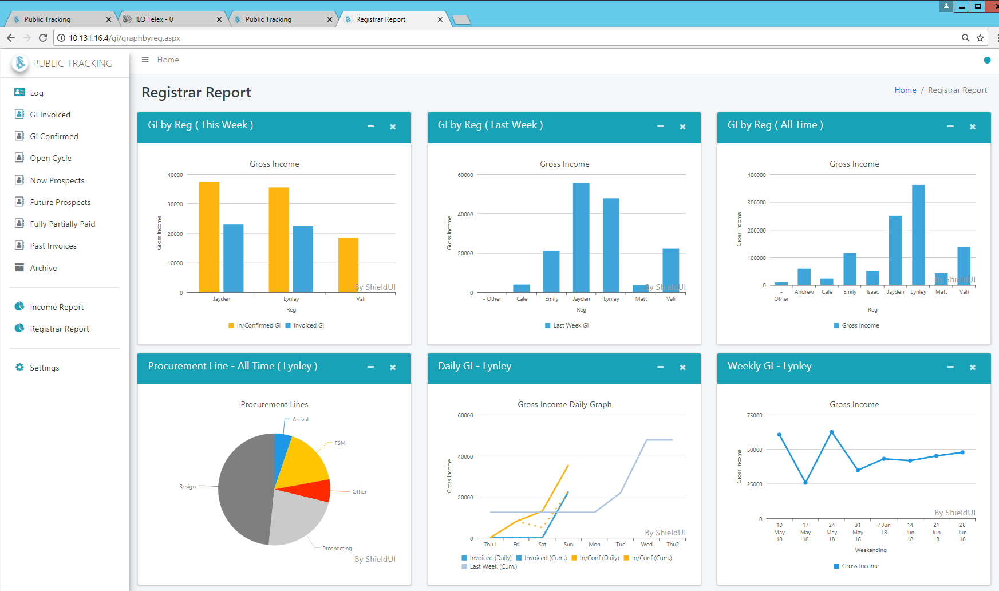 Public Tracking
ILO Telex - 0
Public Tracking
Registrar Report
10.131.16.4/gi/graphbyreg.aspx
PUBLIC TRACKING
Home
Log
GI Invoiced
GI Confirmed
Open Cycle
Now Prospects
Future Prospects
Fully Partially Paid
Past Invoices
Archive
Income Report
Registrar Report
Settings
Registrar Report
Home / Registrar Report
GI by Reg ( This Week )
Gross Income
40000
30000
20000
10000
0
Gross Income
Jayden Lynley Vali
Reg
By ShieldUI
In/Confirmed GI Invoiced GI
GI by Reg ( Last Week )
Gross Income
60000
40000
20000
0
Gross Income
- Other Cale Emily Jayden Lynley Matt Vali
Reg
By ShieldUI
Last Week GI
GI by Reg ( All Time )
Gross Income
400000
300000
200000
100000
0
Gross Income
- Other Andrew Cale Emily Isaac Jayden Lynley Matt Vali
Reg
By ShieldUI
Gross Income
Procurement Line - All Time ( Lynley )
Procurement Lines
Arrival
FSM
Other
Prospecting
Resign
By ShieldUI
Daily GI - Lynley
Gross Income Daily Graph
60000
40000
20000
0
Gross Income
Thu1 Fri Sat Sun Mon Tue Wed Thu2
By ShieldUI
Invoiced (Daily) Invoiced (Cum.) In/Conf (Daily) In/Conf (Cum.)
Last Week (Cum.)
Weekly GI - Lynley
Gross Income
75000
50000
25000
0
Gross Income
10 17 24 31 7 Jun 14 21 28
May May May May 18 Jun Jun Jun
18 18 18 18 18 18 18
Weekending
By ShieldUI
Gross Income